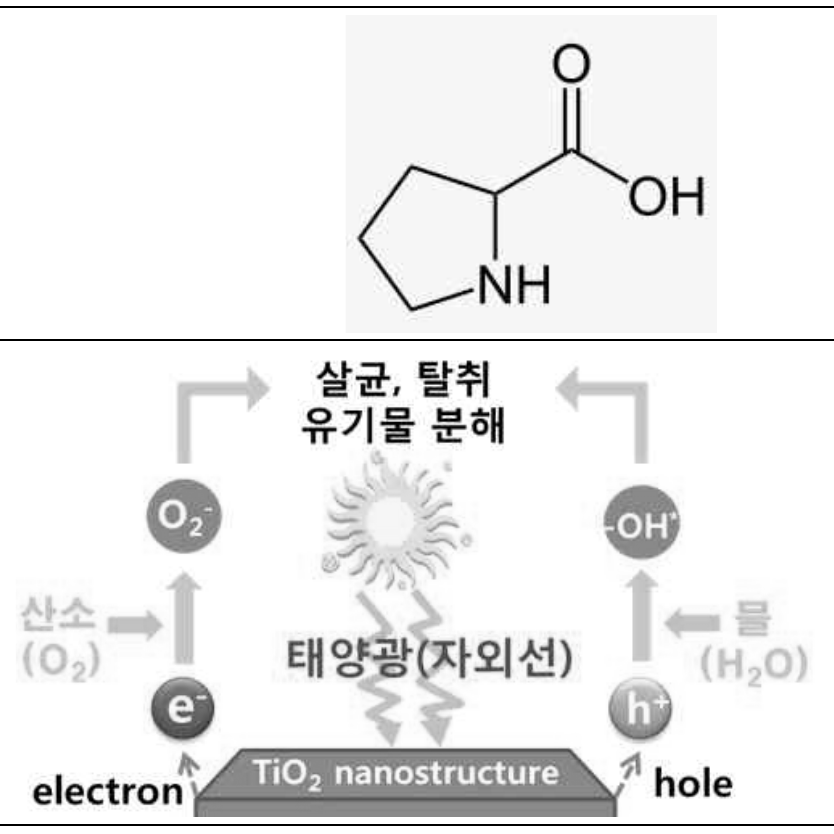 O
OH
NH
살균, 탈취
유기물 분해
O₂⁻
-OH*
산소
(O₂)
물
(H₂O)
태양광(자외선)
e⁻
h⁺
electron
TiO₂ nanostructure
hole